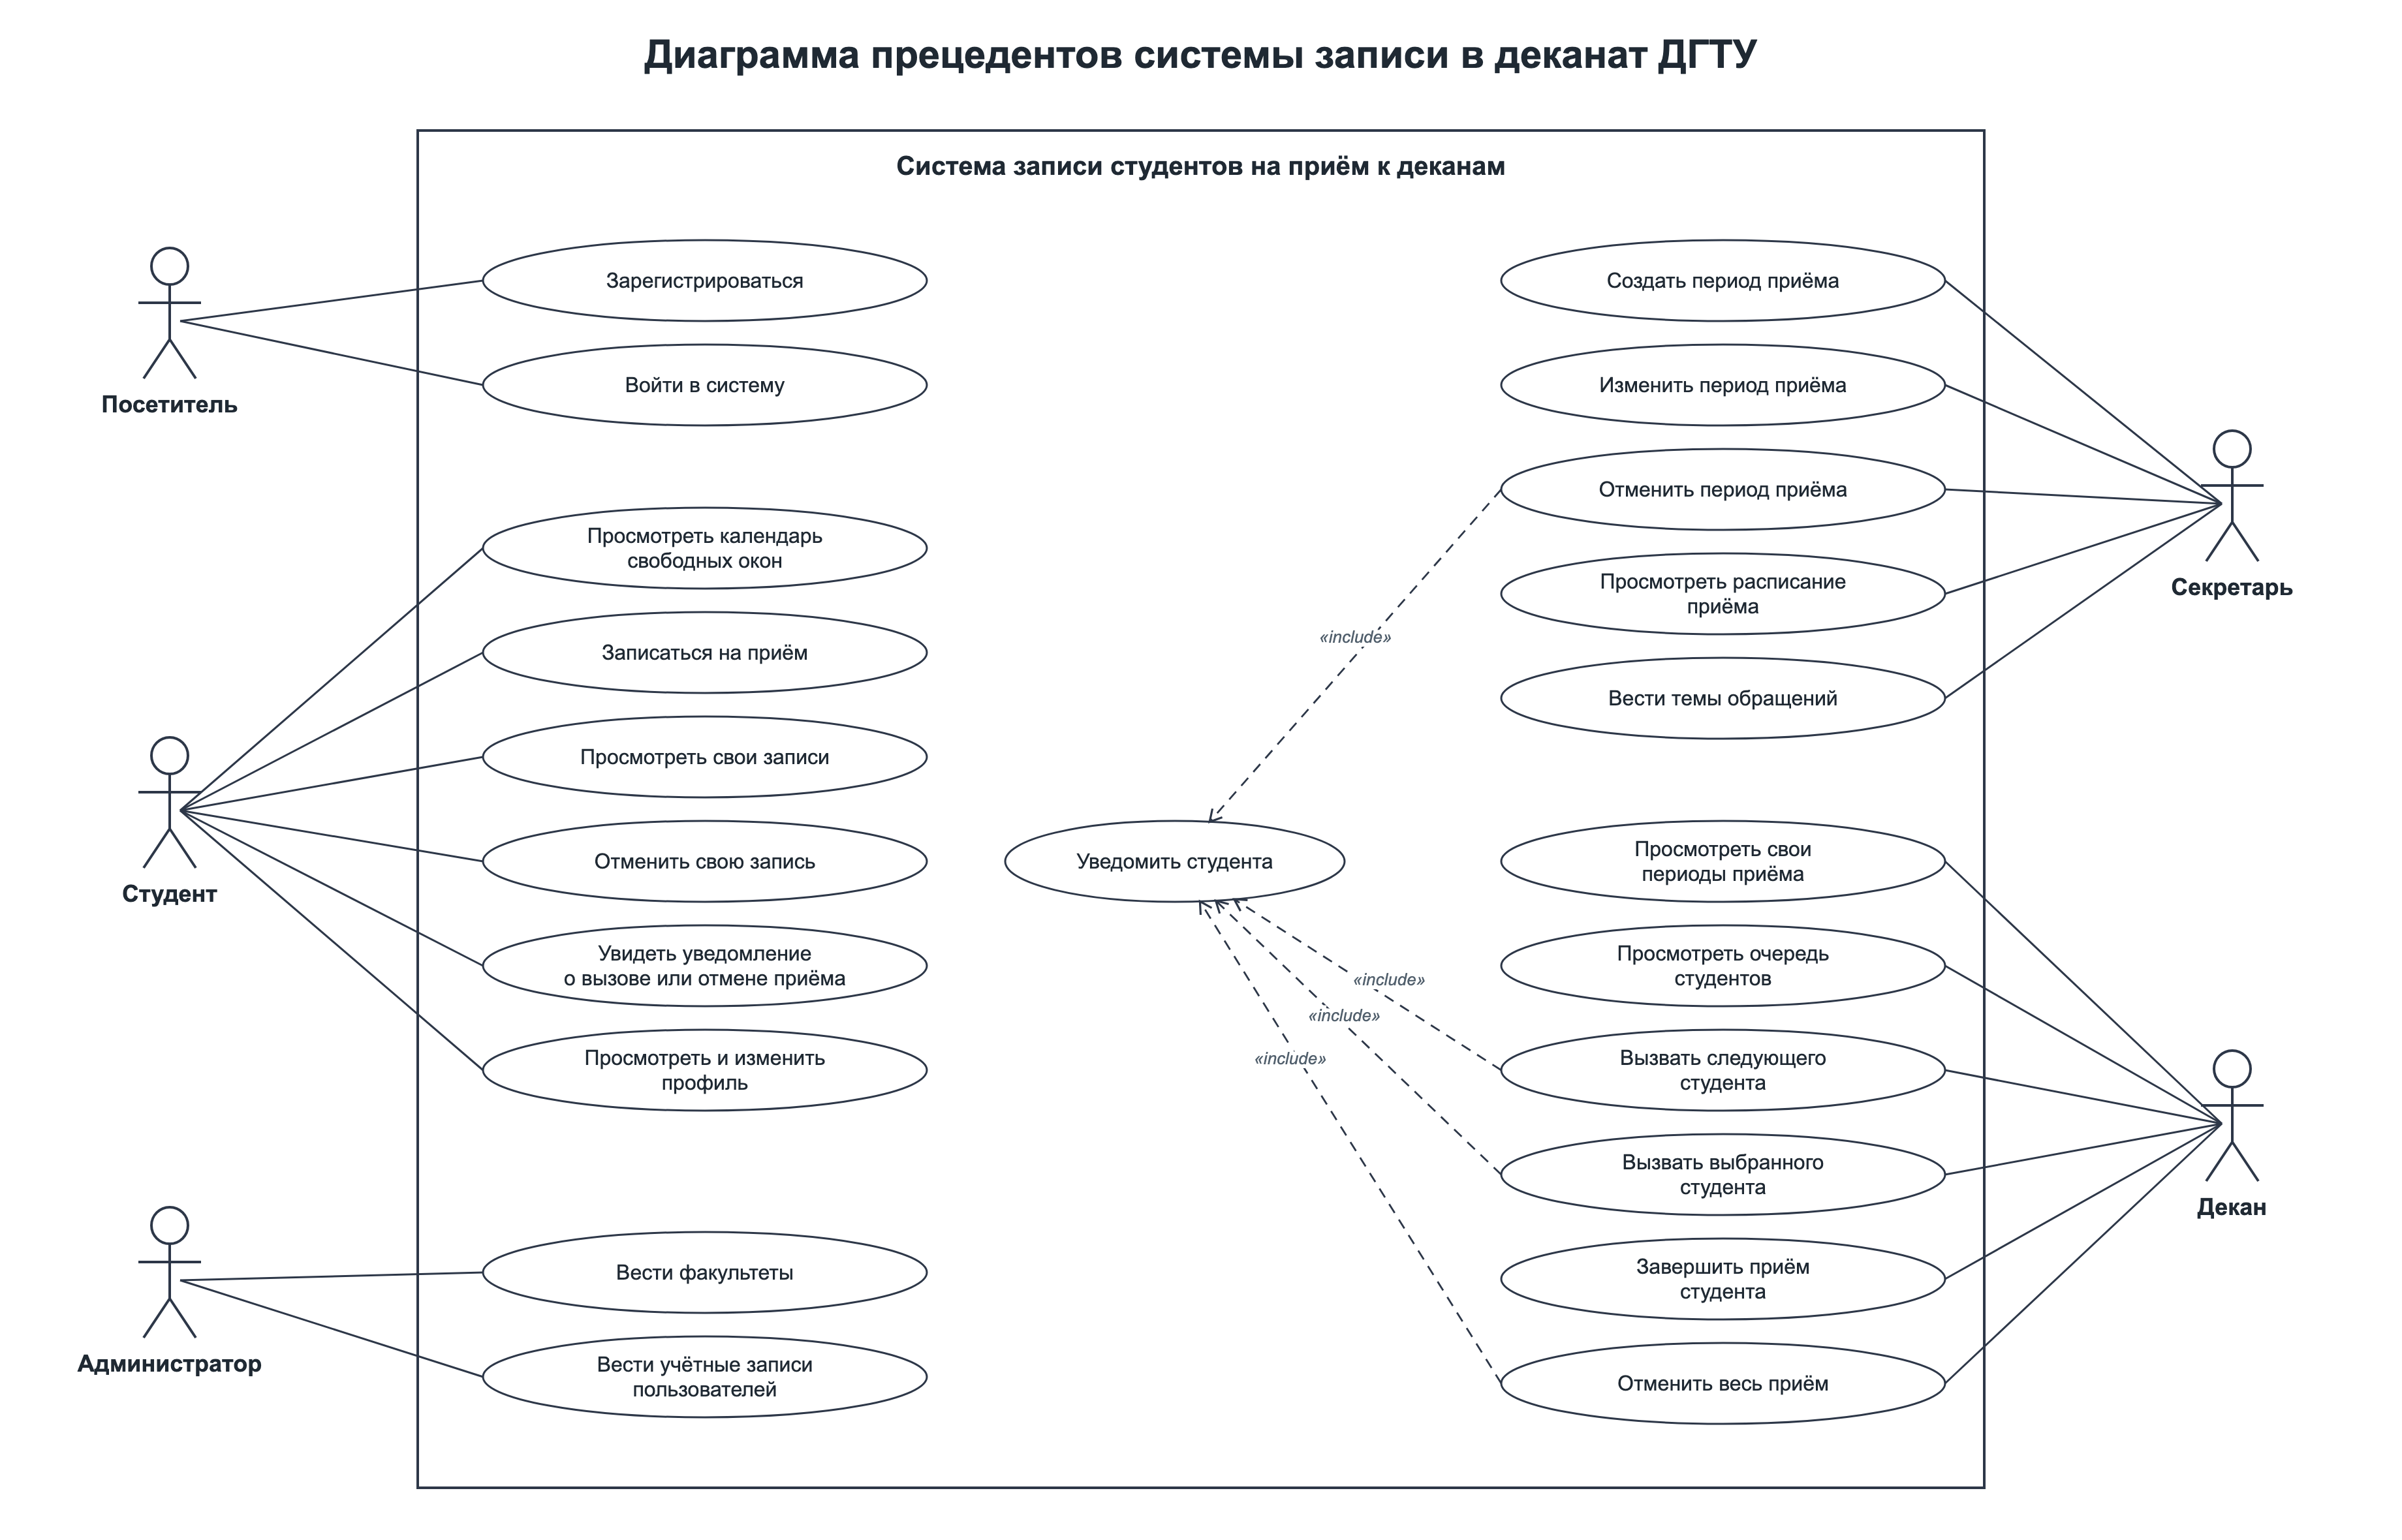 Диаграмма прецедентов системы записи в деканат ДГТУ
Система записи студентов на приём к деканам
Посетитель
Зарегистрироваться
Войти в систему
Студент
Просмотреть календарь
свободных окон
Записаться на приём
Просмотреть свои записи
Отменить свою запись
Увидеть уведомление
о вызове или отмене приёма
Просмотреть и изменить
профиль
Администратор
Вести факультеты
Вести учётные записи
пользователей
Уведомить студента
«include»
«include»
«include»
«include»
Создать период приёма
Изменить период приёма
Отменить период приёма
Просмотреть расписание
приёма
Вести темы обращений
Секретарь
Просмотреть свои
периоды приёма
Просмотреть очередь
студентов
Вызвать следующего
студента
Вызвать выбранного
студента
Завершить приём
студента
Отменить весь приём
Декан